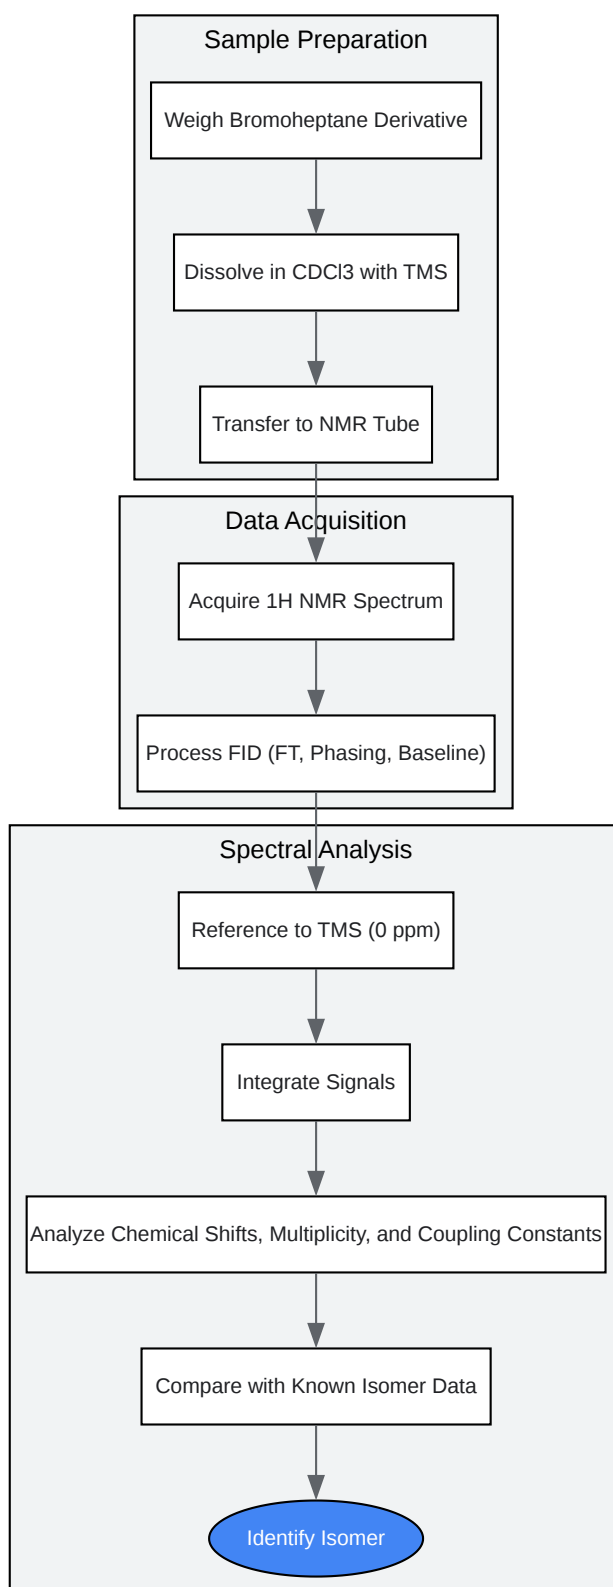 Sample Preparation
Weigh Bromoheptane Derivative
Dissolve in CDCl3 with TMS
Transfer to NMR Tube
Data Acquisition
Acquire 1H NMR Spectrum
Process FID (FT, Phasing, Baseline)
Spectral Analysis
Reference to TMS (0 ppm)
Integrate Signals
Analyze Chemical Shifts, Multiplicity, and Coupling Constants
Compare with Known Isomer Data
Identify Isomer